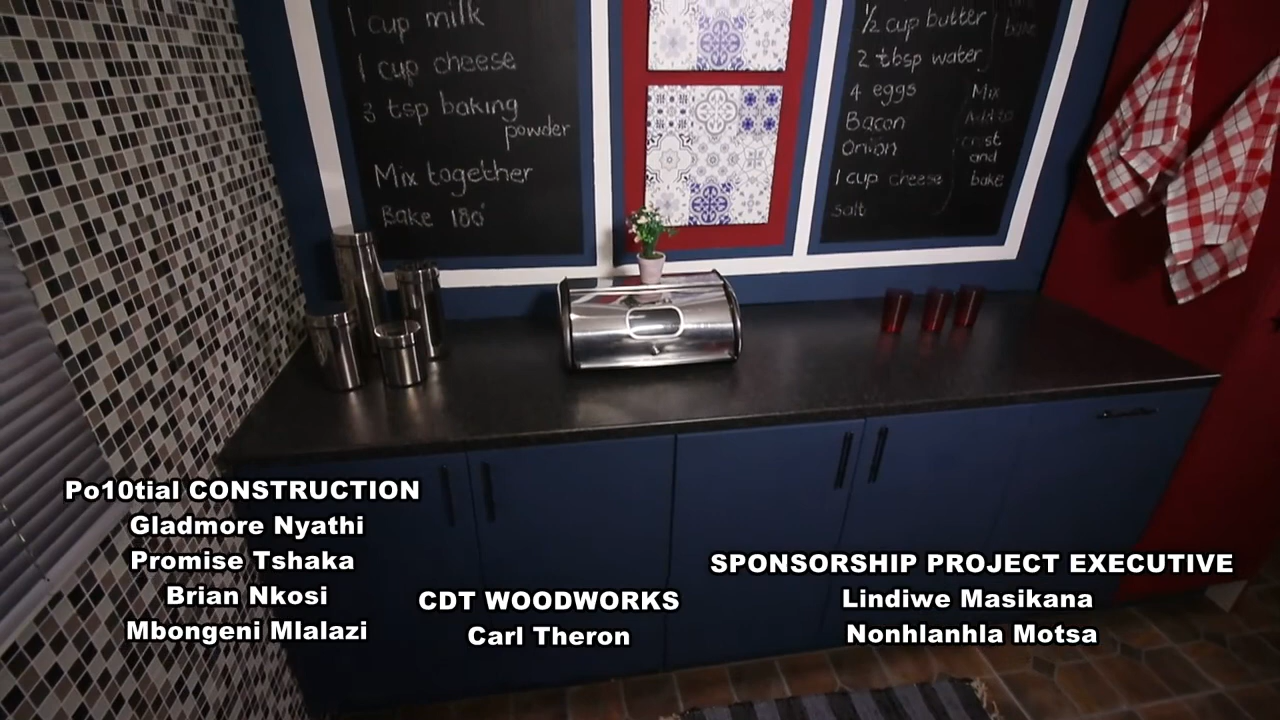 1 cup milk
1 cup cheese
3 tsp baking
powder
Mix together
Bake 180°
½ cup butter
2 tbsp water
4 eggs
Bacon
Onion
1 cup cheese
salt
bake
Mix
Add to
crust
and
bake
Po10tial CONSTRUCTION
Gladmore Nyathi
Promise Tshaka
Brian Nkosi
Mbongeni Mlalazi
CDT WOODWORKS
Carl Theron
SPONSORSHIP PROJECT EXECUTIVE
Lindiwe Masikana
Nonhlanhla Motsa